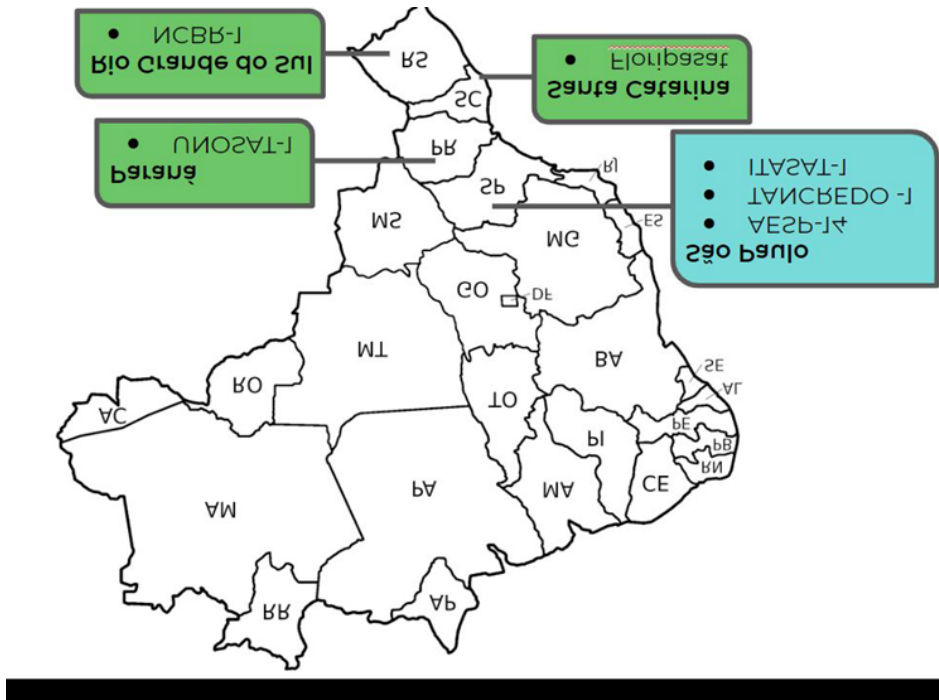 RR
AP
AM
PA
MA
CE
RN
PB
PI
PE
AC
TO
AL
RO
SE
MT
BA
DF
GO
MG
MS
ES
São Paulo
• AESP-14
• TANCREDO -1
• ITASAT-1
SP
RJ
Paraná
• UNOSAT-1
PR
SC
Santa Catarina
• Floripasat
Rio Grande do Sul
• NCBR-1
RS